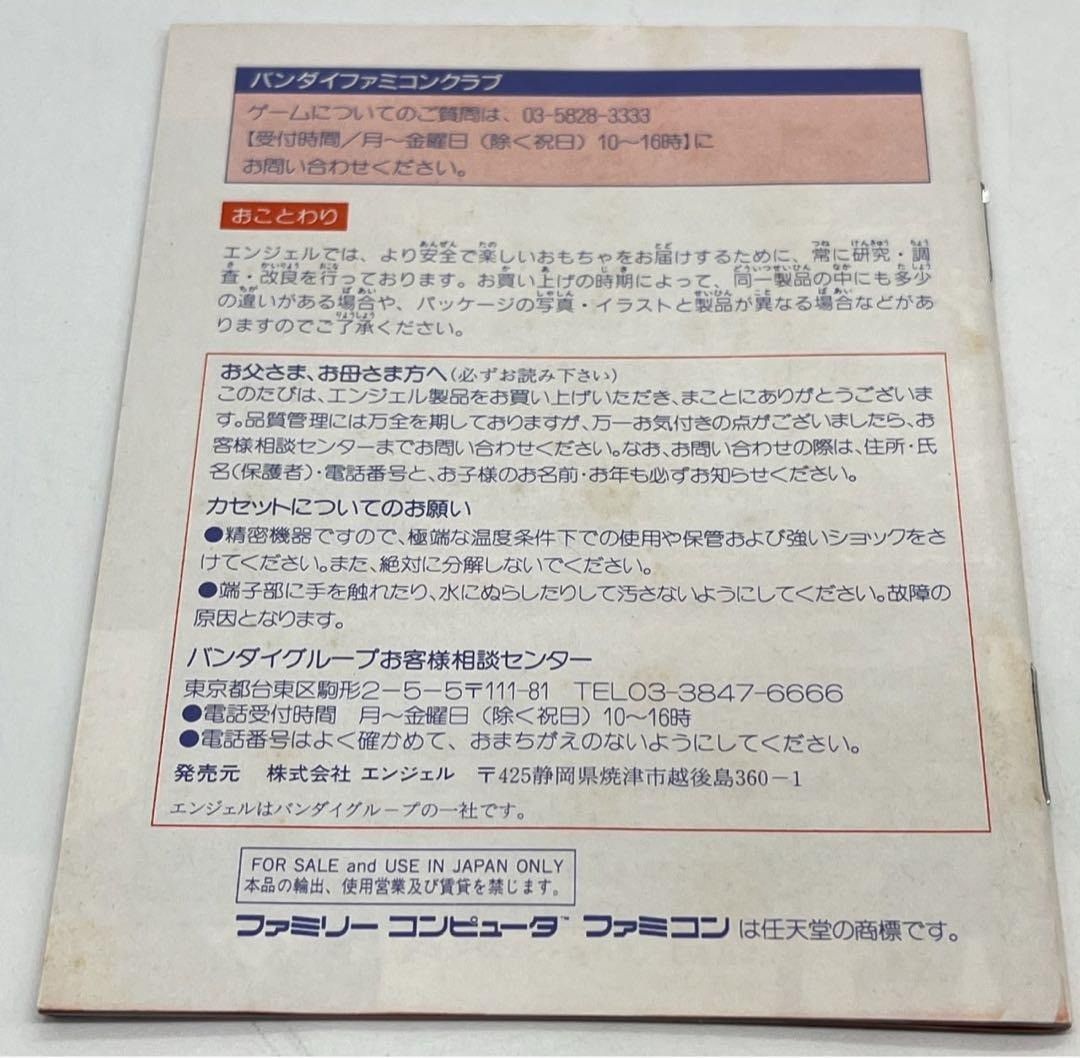 バンダイファミコンクラブ
ゲームについてのご質問は、03-5828-3333
【受付時間／月～金曜日（除く祝日）10～16時】に
お問い合わせください。
おことわり
エンジェルでは、より安全で楽しいおもちゃをお届けするために、常に研究・調
査・改良を行っております。お買い上げの時期によって、同一製品の中にも多少
の違いがある場合や、パッケージの写真・イラストと製品が異なる場合などがあ
りますのでご了承ください。
お父さま、お母さま方へ(必ずお読み下さい)
このたびは、エンジェル製品をお買い上げいただき、まことにありがとうございま
す。品質管理には万全を期しておりますが、万一お気付きの点がございましたら、お
客様相談センターまでお問い合わせください。なお、お問い合わせの際は、住所・氏
名(保護者)・電話番号と、お子様のお名前・お年も必ずお知らせください。
カセットについてのお願い
●精密機器ですので、極端な温度条件下での使用や保管および強いショックをさ
けてください。また、絶対に分解しないでください。
●端子部に手を触れたり、水にぬらしたりして汚さないようにしてください。故障の
原因となります。
バンダイグループお客様相談センター
東京都台東区駒形2-5-5〒111-81 TEL03-3847-6666
●電話受付時間 月～金曜日（除く祝日）10～16時
●電話番号はよく確かめて、おまちがえのないようにしてください。
発売元 株式会社 エンジェル 〒425静岡県焼津市越後島360-1
エンジェルはバンダイグループの一社です。
FOR SALE and USE IN JAPAN ONLY
本品の輸出、使用営業及び賃貸を禁じます。
ファミリーコンピュータ™ ファミコンは任天堂の商標です。